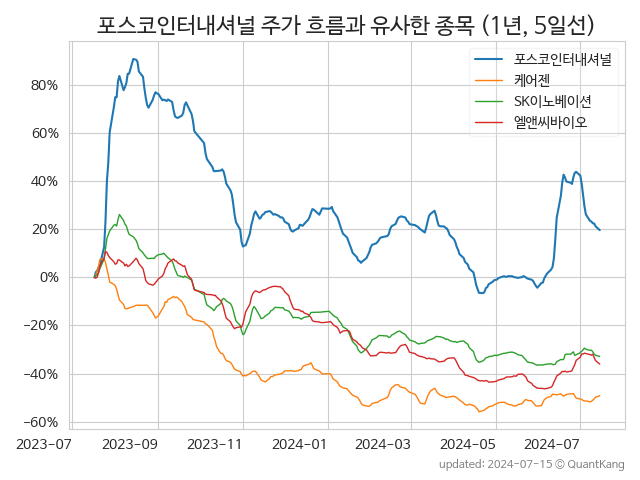 포스코인터내셔널 주가 흐름과 유사한 종목 (1년, 5일선)
포스코인터내셔널
케어젠
SK이노베이션
엘앤씨바이오
80%
60%
40%
20%
0%
−20%
−40%
−60%
2023-07 2023-09 2023-11 2024-01 2024-03 2024-05 2024-07
updated: 2024-07-15 © QuantKang